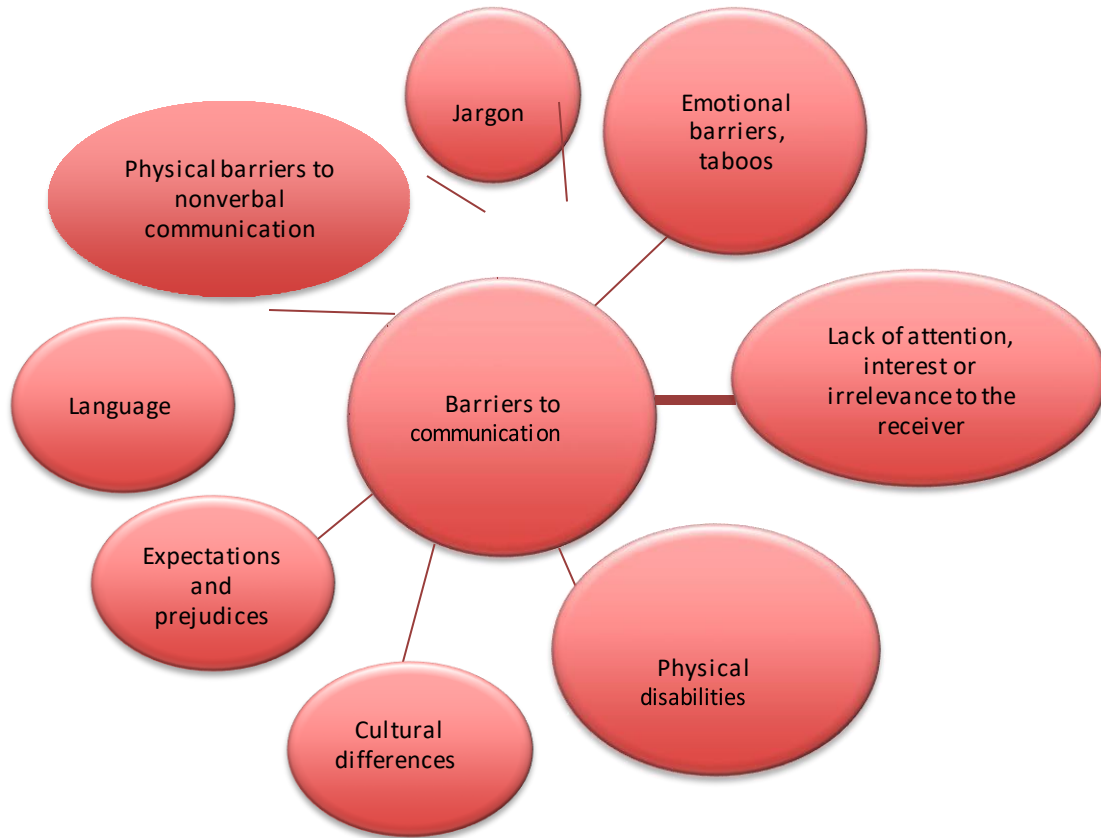 Jargon
Emotional
barriers,
taboos
Physical barriers to
nonverbal
communication
Lack of attention,
interest or
irrelevance to the
receiver
Language
Barriers to
communication
Expectations
and
prejudices
Physical
disabilities
Cultural
differences